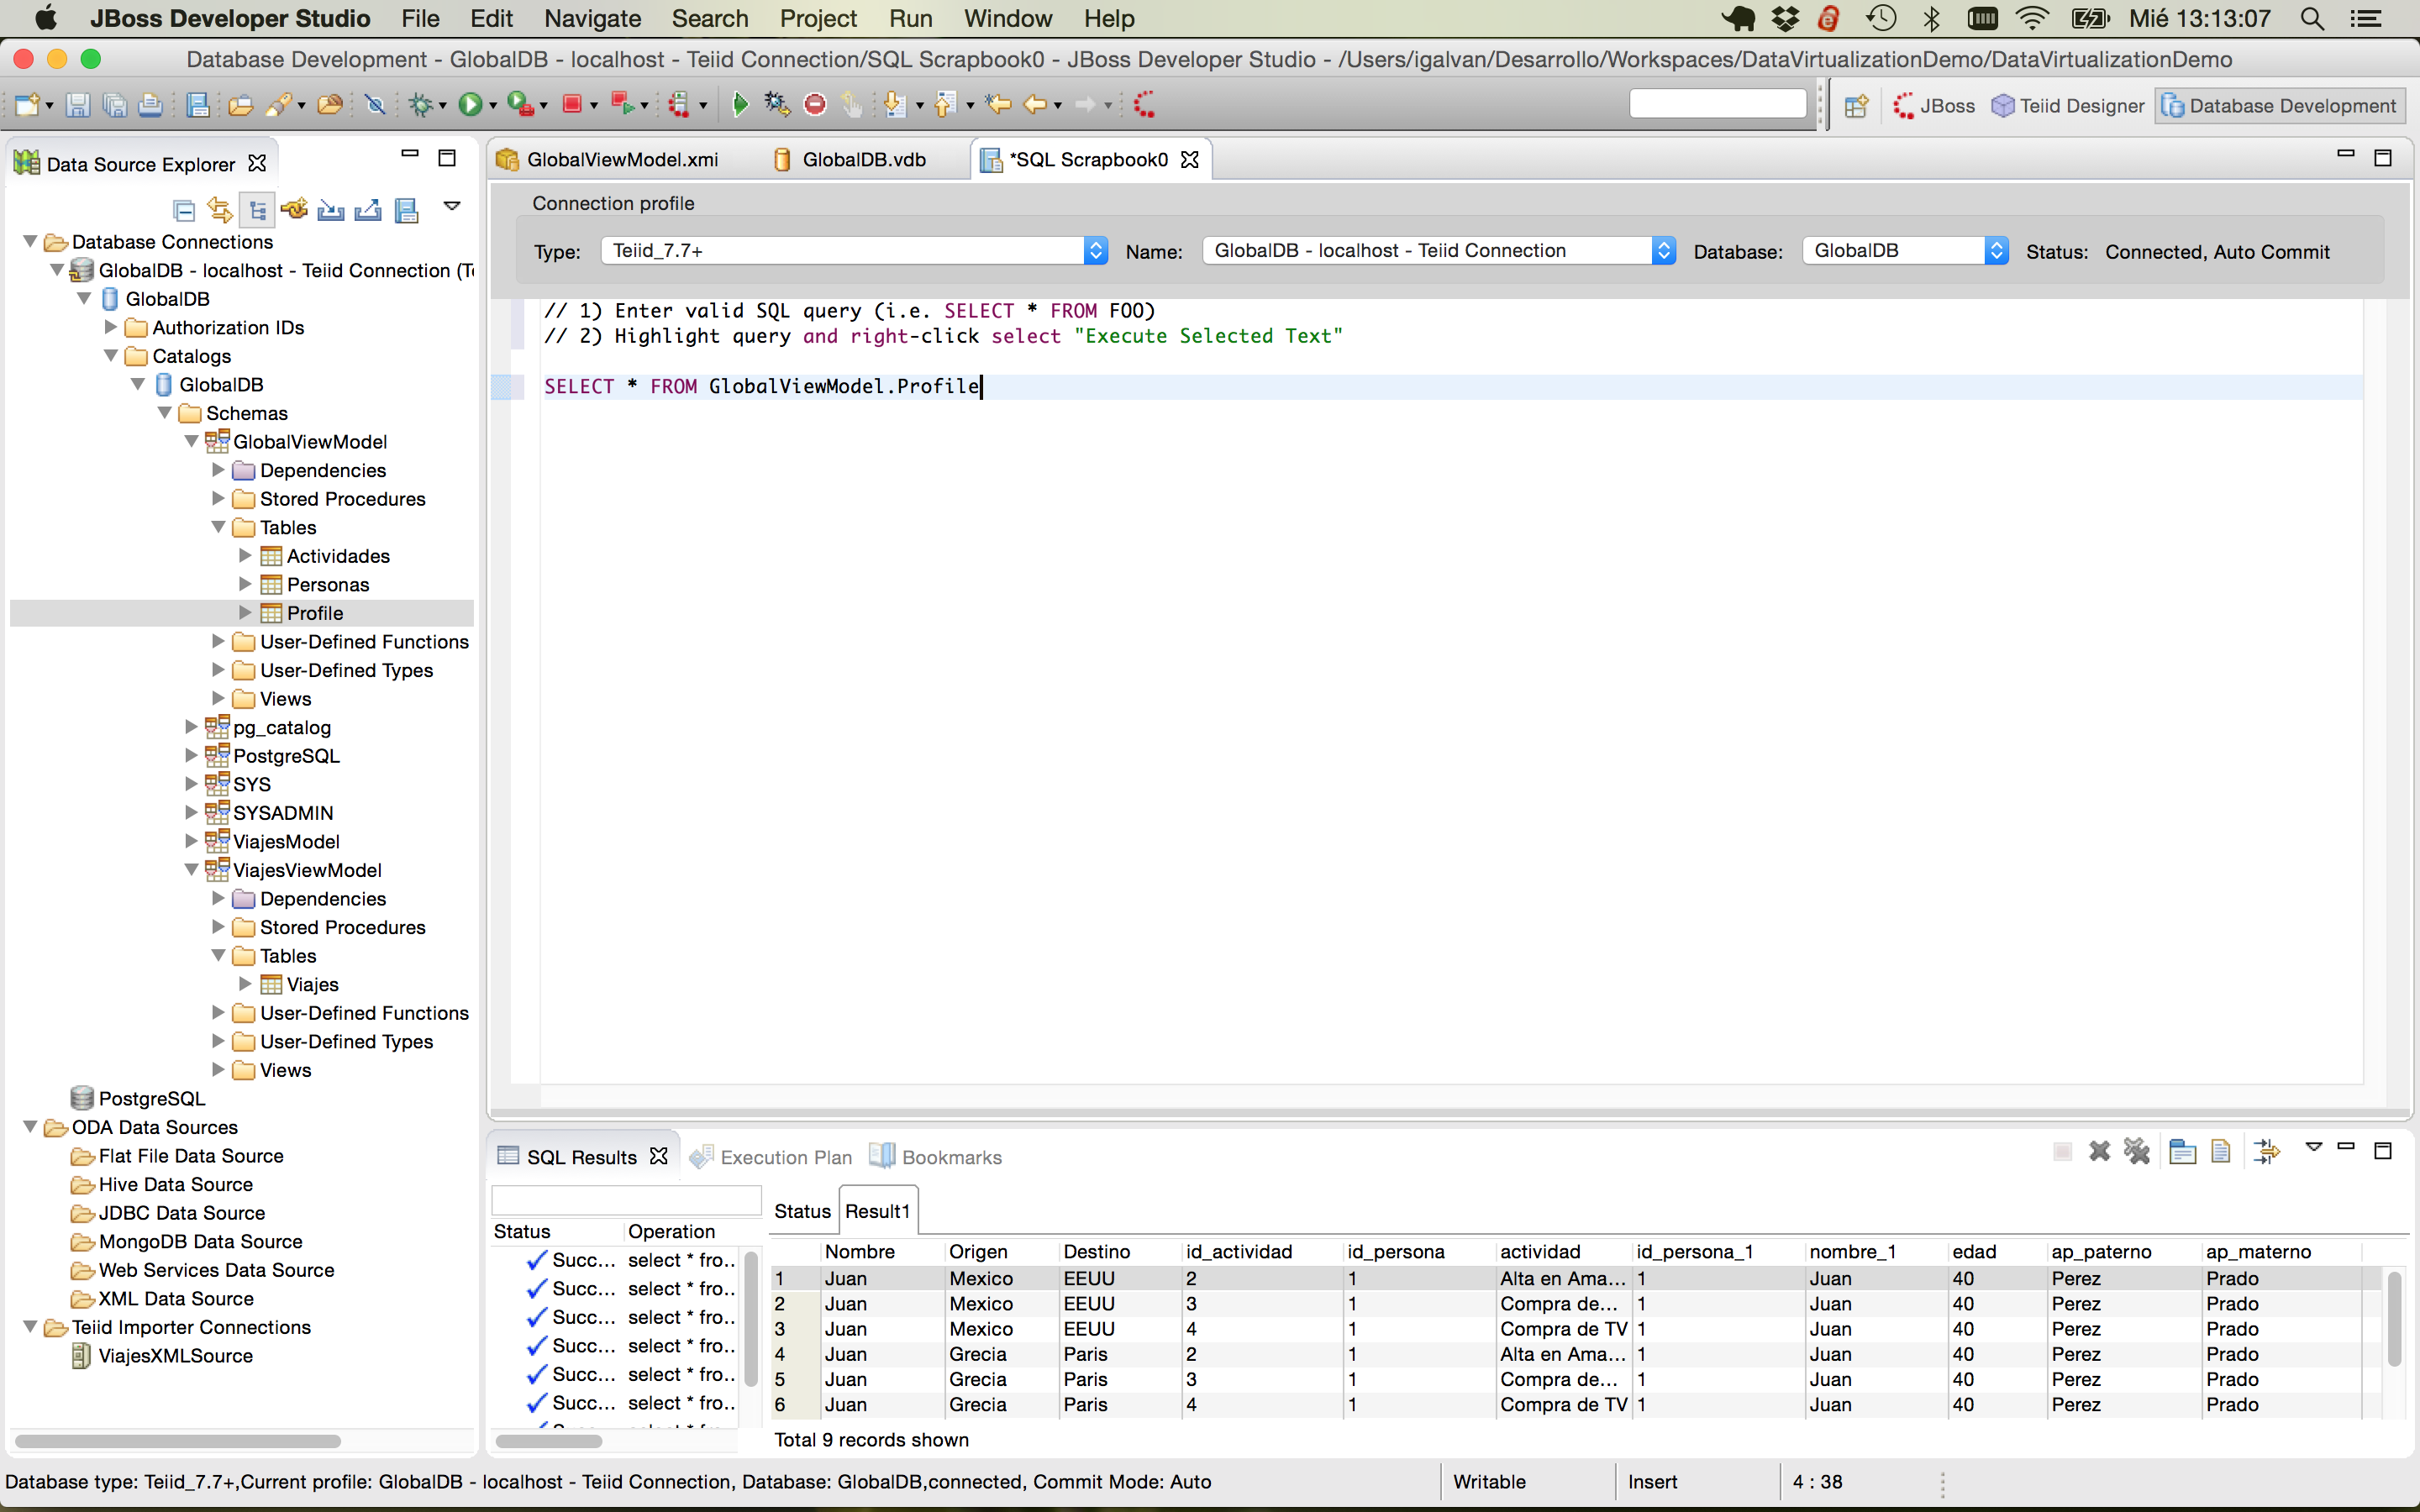 JBoss Developer Studio File Edit Navigate Search Project Run Window Help Mié 13:13:07
Database Development - GlobalDB - localhost - Teiid Connection/SQL Scrapbook0 - JBoss Developer Studio - /Users/igalvan/Desarrollo/Workspaces/DataVirtualizationDemo/DataVirtualizationDemo
JBoss Teiid Designer Database Development
Data Source Explorer
Database Connections
GlobalDB - localhost - Teiid Connection (T
GlobalDB
Authorization IDs
Catalogs
GlobalDB
Schemas
GlobalViewModel
Dependencies
Stored Procedures
Tables
Actividades
Personas
Profile
User-Defined Functions
User-Defined Types
Views
pg_catalog
PostgreSQL
SYS
SYSADMIN
ViajesModel
ViajesViewModel
Dependencies
Stored Procedures
Tables
Viajes
User-Defined Functions
User-Defined Types
Views
PostgreSQL
ODA Data Sources
Flat File Data Source
Hive Data Source
JDBC Data Source
MongoDB Data Source
Web Services Data Source
XML Data Source
Teiid Importer Connections
ViajesXMLSource
GlobalViewModel.xmi GlobalDB.vdb *SQL Scrapbook0
Connection profile
Type: Teiid_7.7+ Name: GlobalDB - localhost - Teiid Connection Database: GlobalDB Status: Connected, Auto Commit
// 1) Enter valid SQL query (i.e. SELECT * FROM FOO)
// 2) Highlight query and right-click select "Execute Selected Text"
SELECT * FROM GlobalViewModel.Profile
SQL Results Execution Plan Bookmarks
Status Operation
Succ... select * fro..
Succ... select * fro..
Succ... select * fro..
Succ... select * fro..
Succ... select * fro..
Succ... select * fro..
Status Result1
Nombre Origen Destino id_actividad id_persona actividad id_persona_1 nombre_1 edad ap_paterno ap_materno
1 Juan Mexico EEUU 2 1 Alta en Ama... 1 Juan 40 Perez Prado
2 Juan Mexico EEUU 3 1 Compra de... 1 Juan 40 Perez Prado
3 Juan Mexico EEUU 4 1 Compra de TV 1 Juan 40 Perez Prado
4 Juan Grecia Paris 2 1 Alta en Ama... 1 Juan 40 Perez Prado
5 Juan Grecia Paris 3 1 Compra de... 1 Juan 40 Perez Prado
6 Juan Grecia Paris 4 1 Compra de TV 1 Juan 40 Perez Prado
Total 9 records shown
Database type: Teiid_7.7+,Current profile: GlobalDB - localhost - Teiid Connection, Database: GlobalDB,connected, Commit Mode: Auto Writable Insert 4 : 38